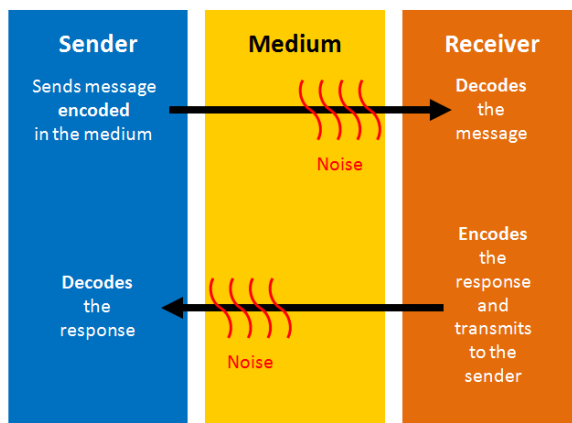 Sender
Medium
Receiver
Sends message
encoded
in the medium
Decodes
the
message
Noise
Decodes
the
response
Encodes
the
response
and
transmits
to the
sender
Noise